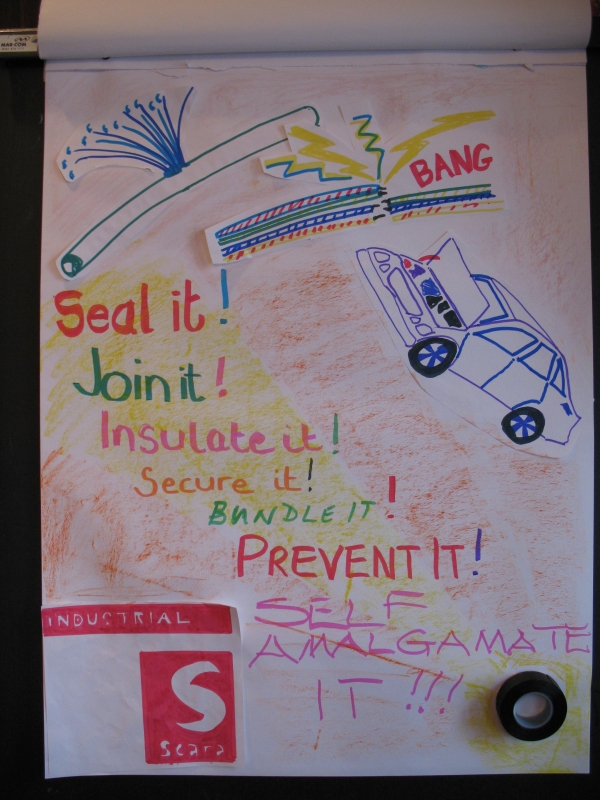 BANG
Seal it!
Join it!
Insulate it!
Secure it!
BUNDLE IT!
PREVENT IT!
SELF
AMALGAMATE
IT!!!
INDUSTRIAL
S
Scara